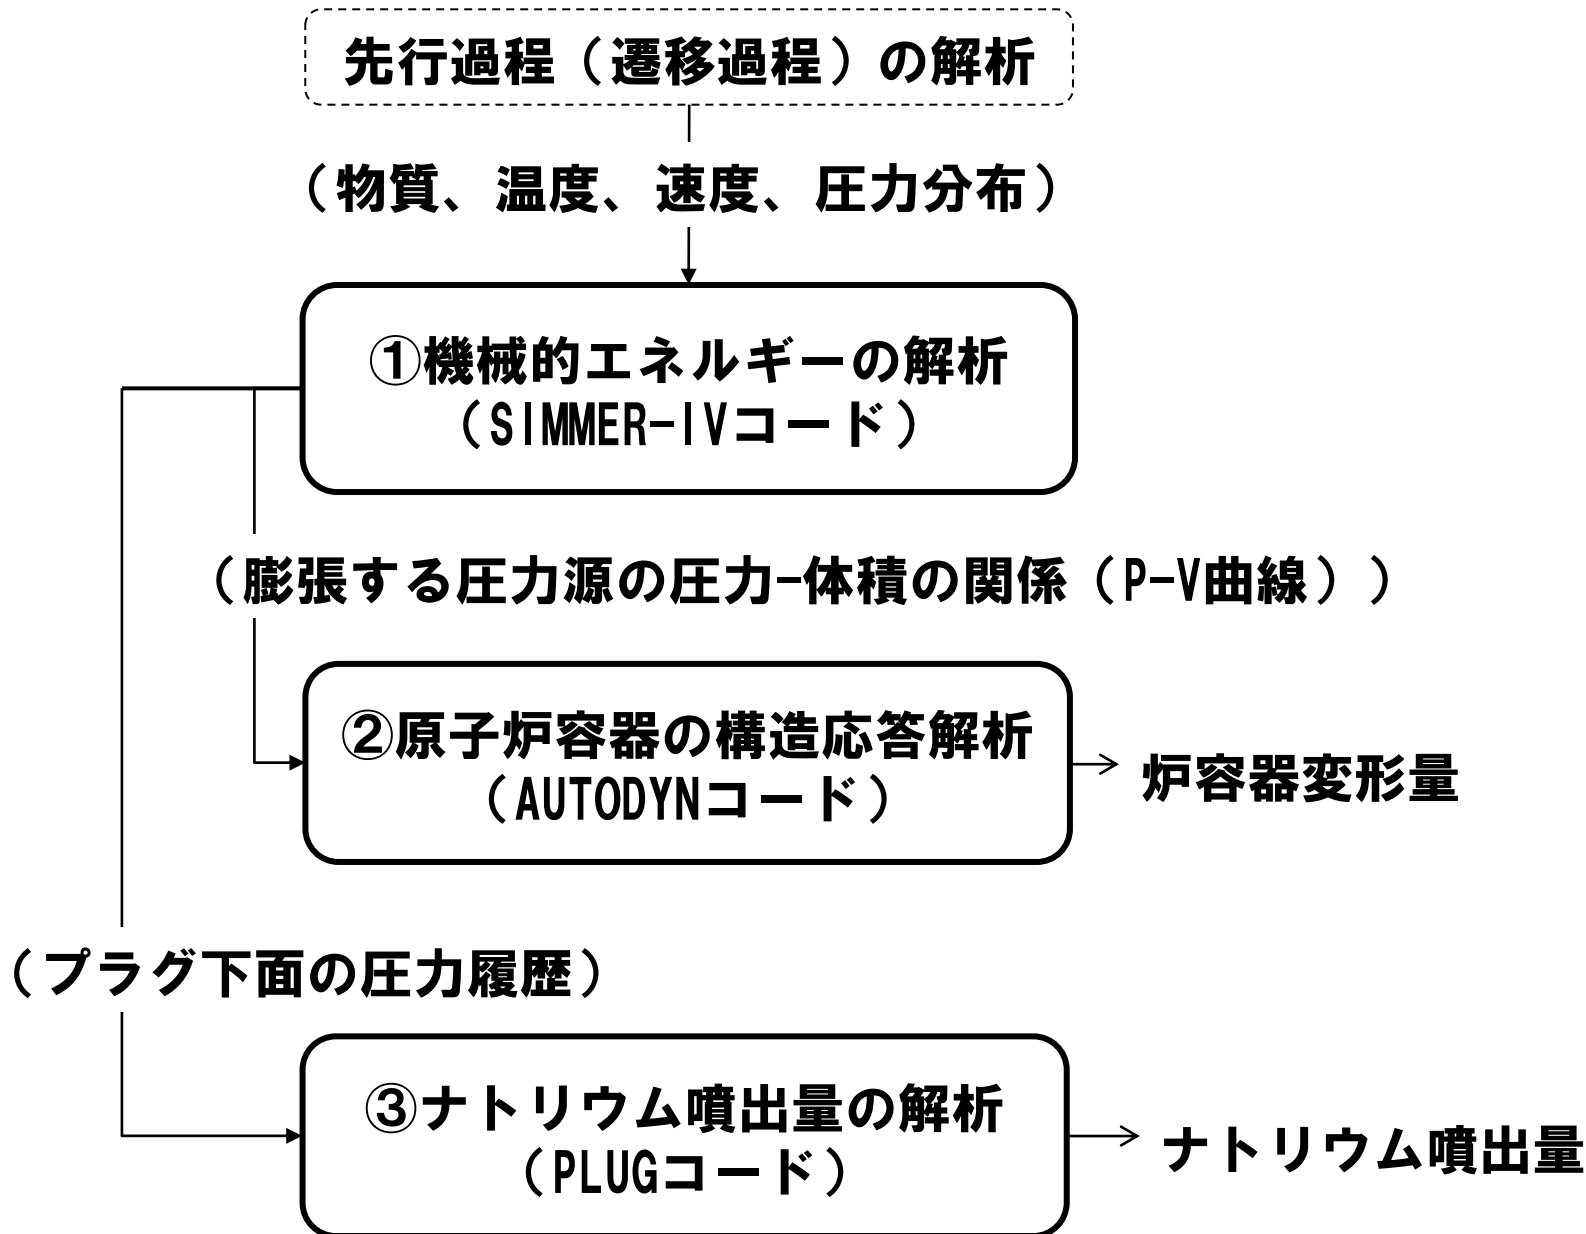 先行過程（遷移過程）の解析
（物質、温度、速度、圧力分布）
①機械的エネルギーの解析
（SIMMER-IVコード）
（膨張する圧力源の圧力-体積の関係（P-V曲線））
②原子炉容器の構造応答解析
（AUTODYNコード）
炉容器変形量
（プラグ下面の圧力履歴）
③ナトリウム噴出量の解析
（PLUGコード）
ナトリウム噴出量